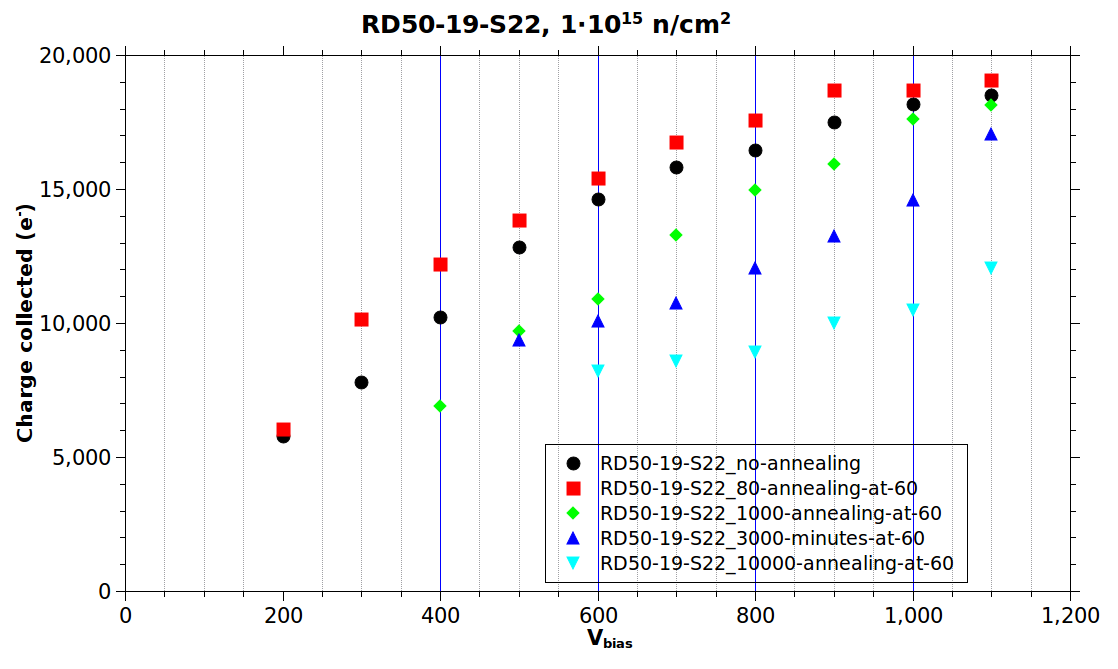 RD50-19-S22, 1·10¹⁵ n/cm²
Charge collected (e⁻)
20,000
15,000
10,000
5,000
0
RD50-19-S22_no-annealing
RD50-19-S22_80-annealing-at-60
RD50-19-S22_1000-annealing-at-60
RD50-19-S22_3000-minutes-at-60
RD50-19-S22_10000-annealing-at-60
0 200 400 600 800 1,000 1,200
Vbias